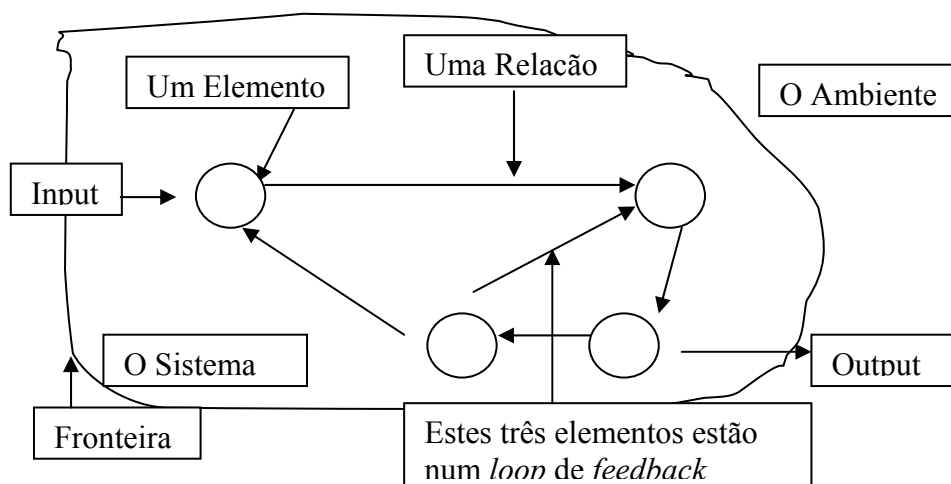 Uma Relacão
Um Elemento
O Ambiente
Input
O Sistema
Output
Fronteira
Estes três elementos estão
num loop de feedback